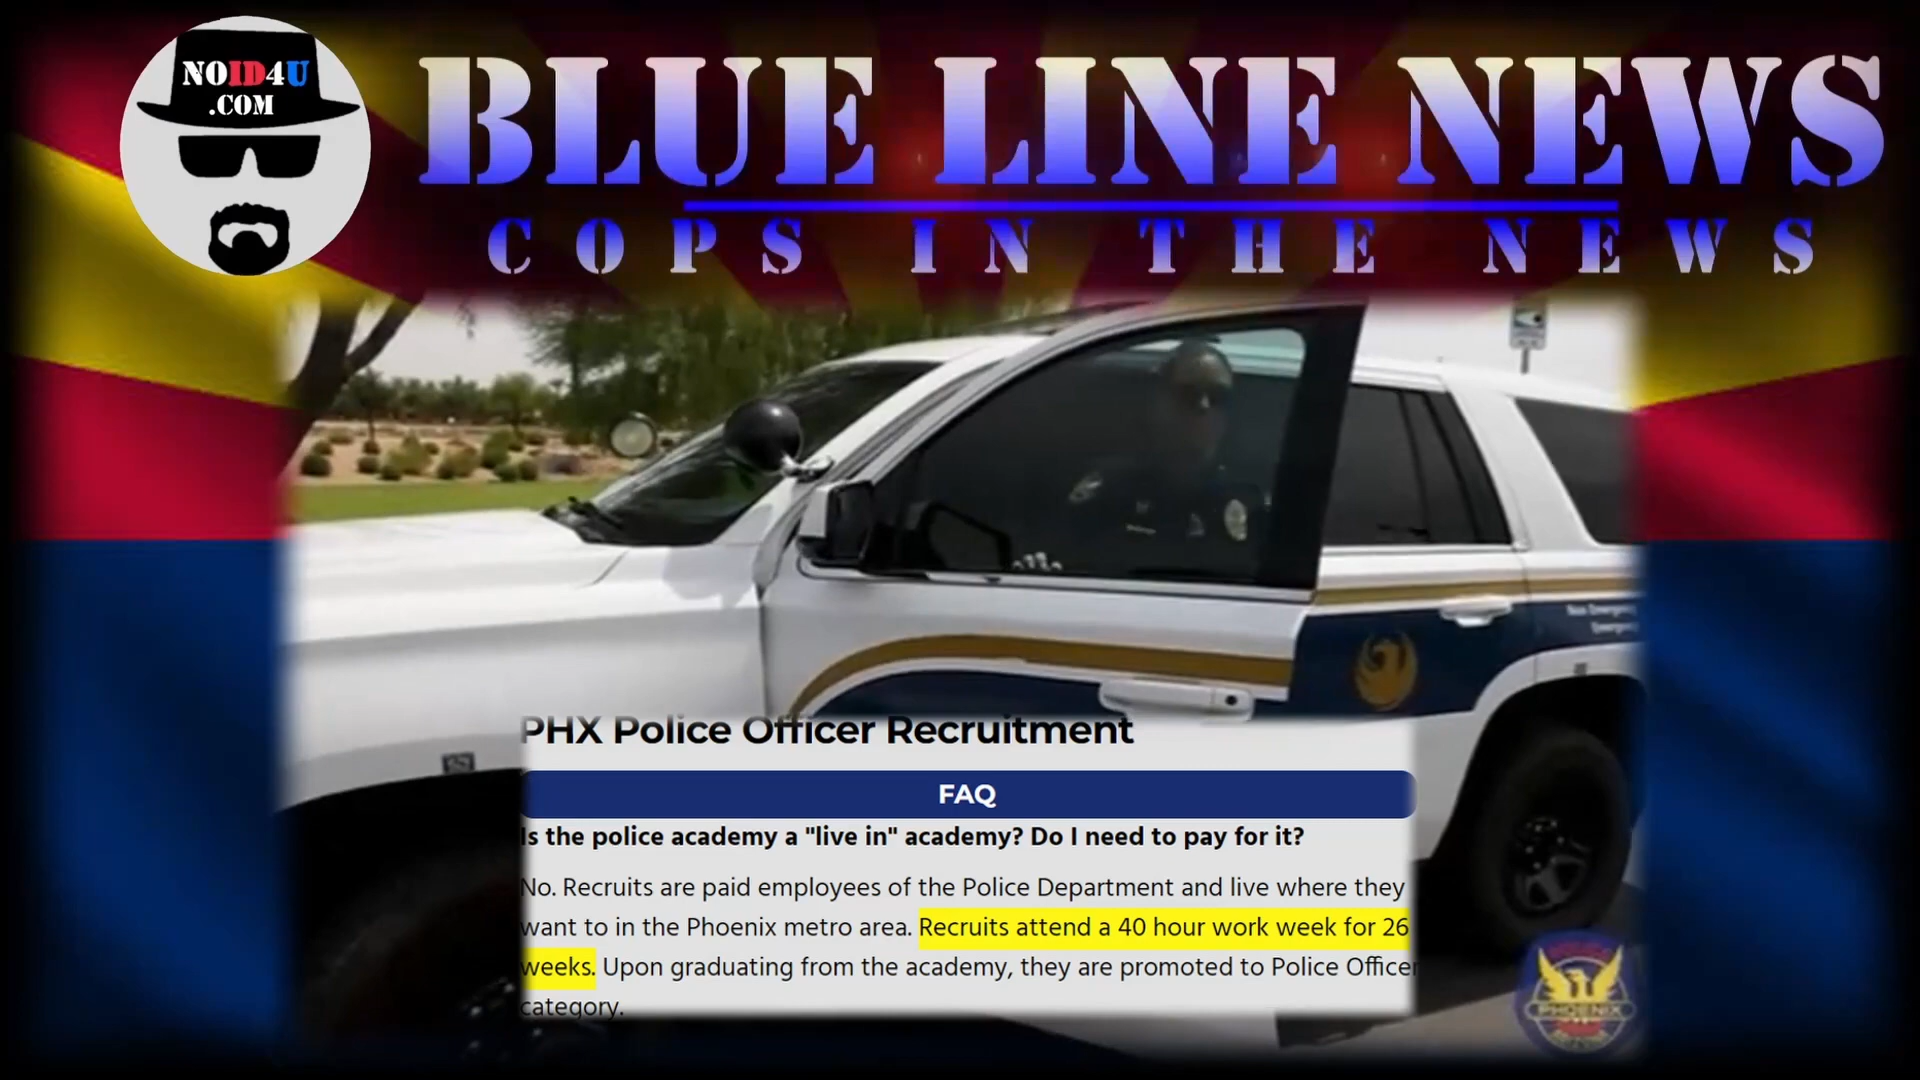 NOID4U
.COM
BLUE LINE NEWS
COPS IN THE NEWS
PHX Police Officer Recruitment
FAQ
Is the police academy a "live in" academy? Do I need to pay for it?
No. Recruits are paid employees of the Police Department and live where they
want to in the Phoenix metro area. Recruits attend a 40 hour work week for 26
weeks. Upon graduating from the academy, they are promoted to Police Officer
category.
PHOENIX